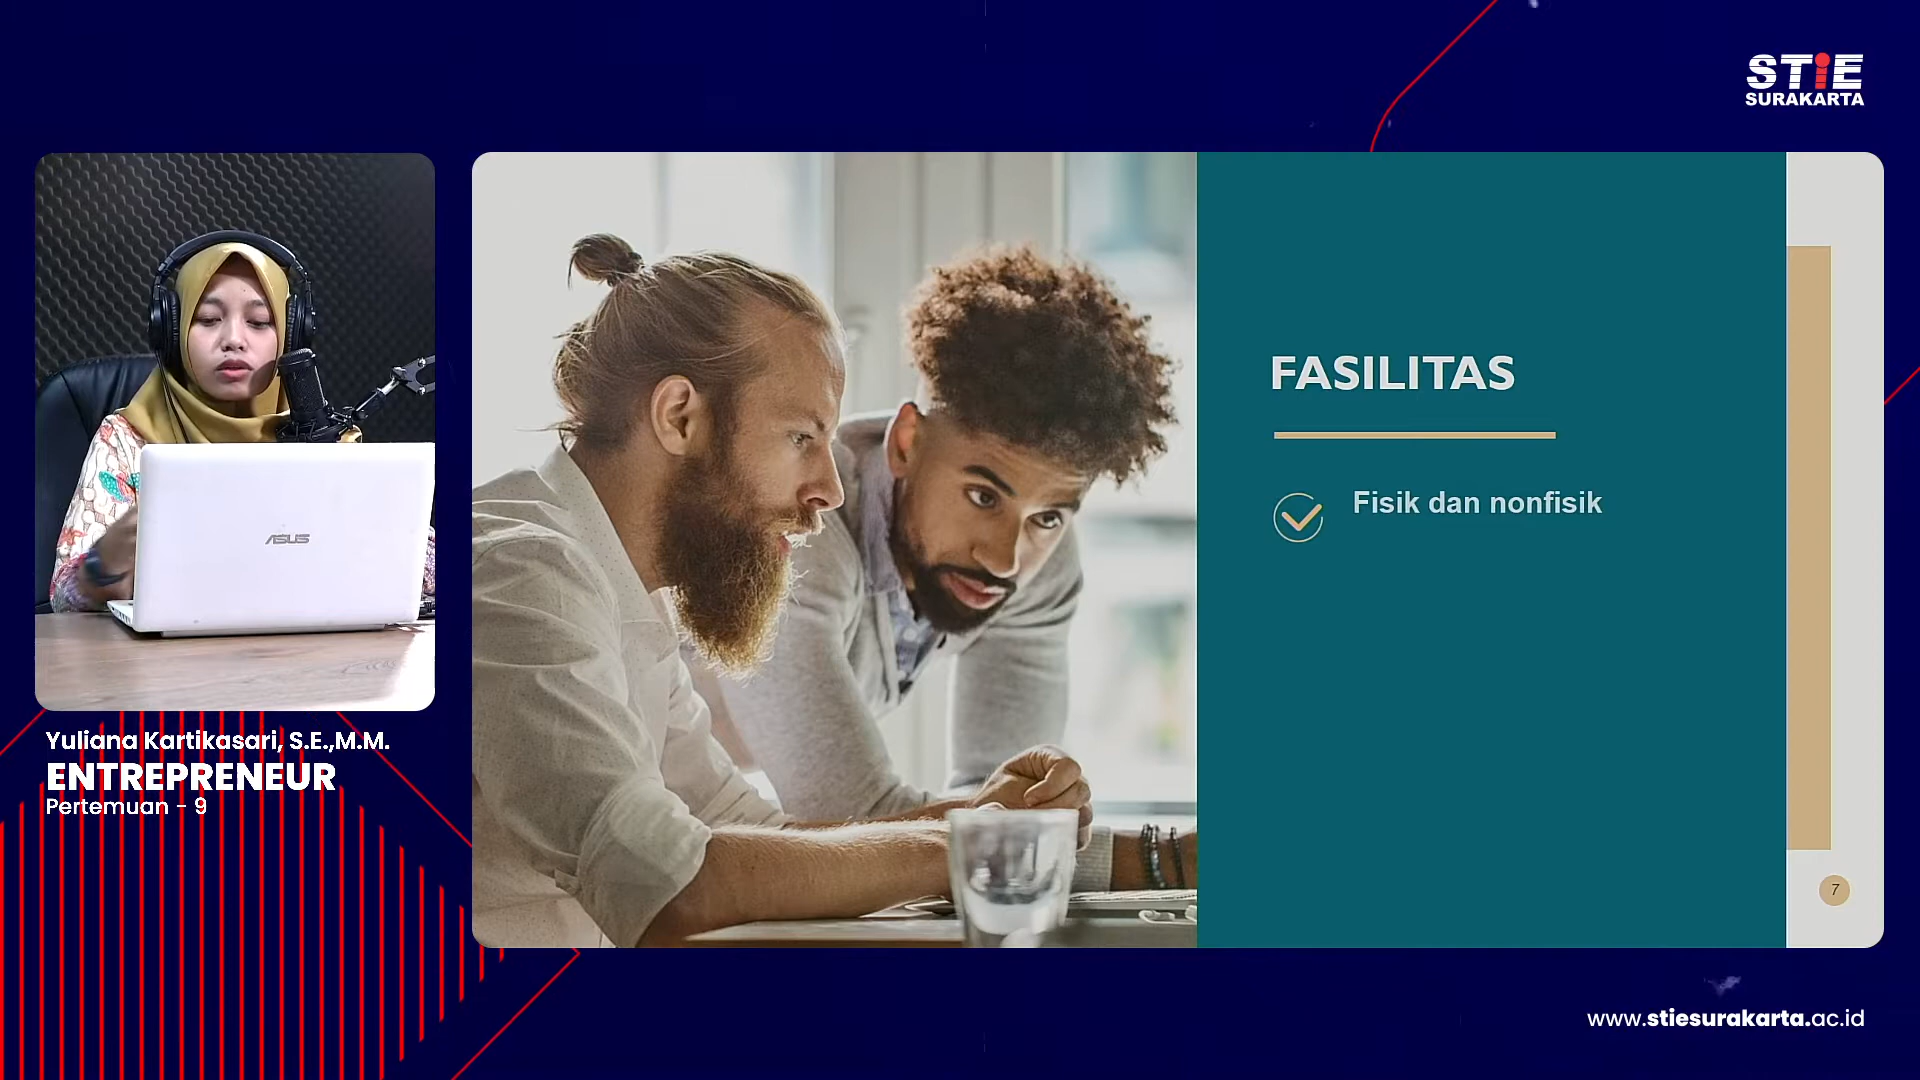 STiE
SURAKARTA
ASUS
Yuliana Kartikasari, S.E.,M.M.
ENTREPRENEUR
Pertemuan - 9
FASILITAS
Fisik dan nonfisik
7
www.stiesurakarta.ac.id